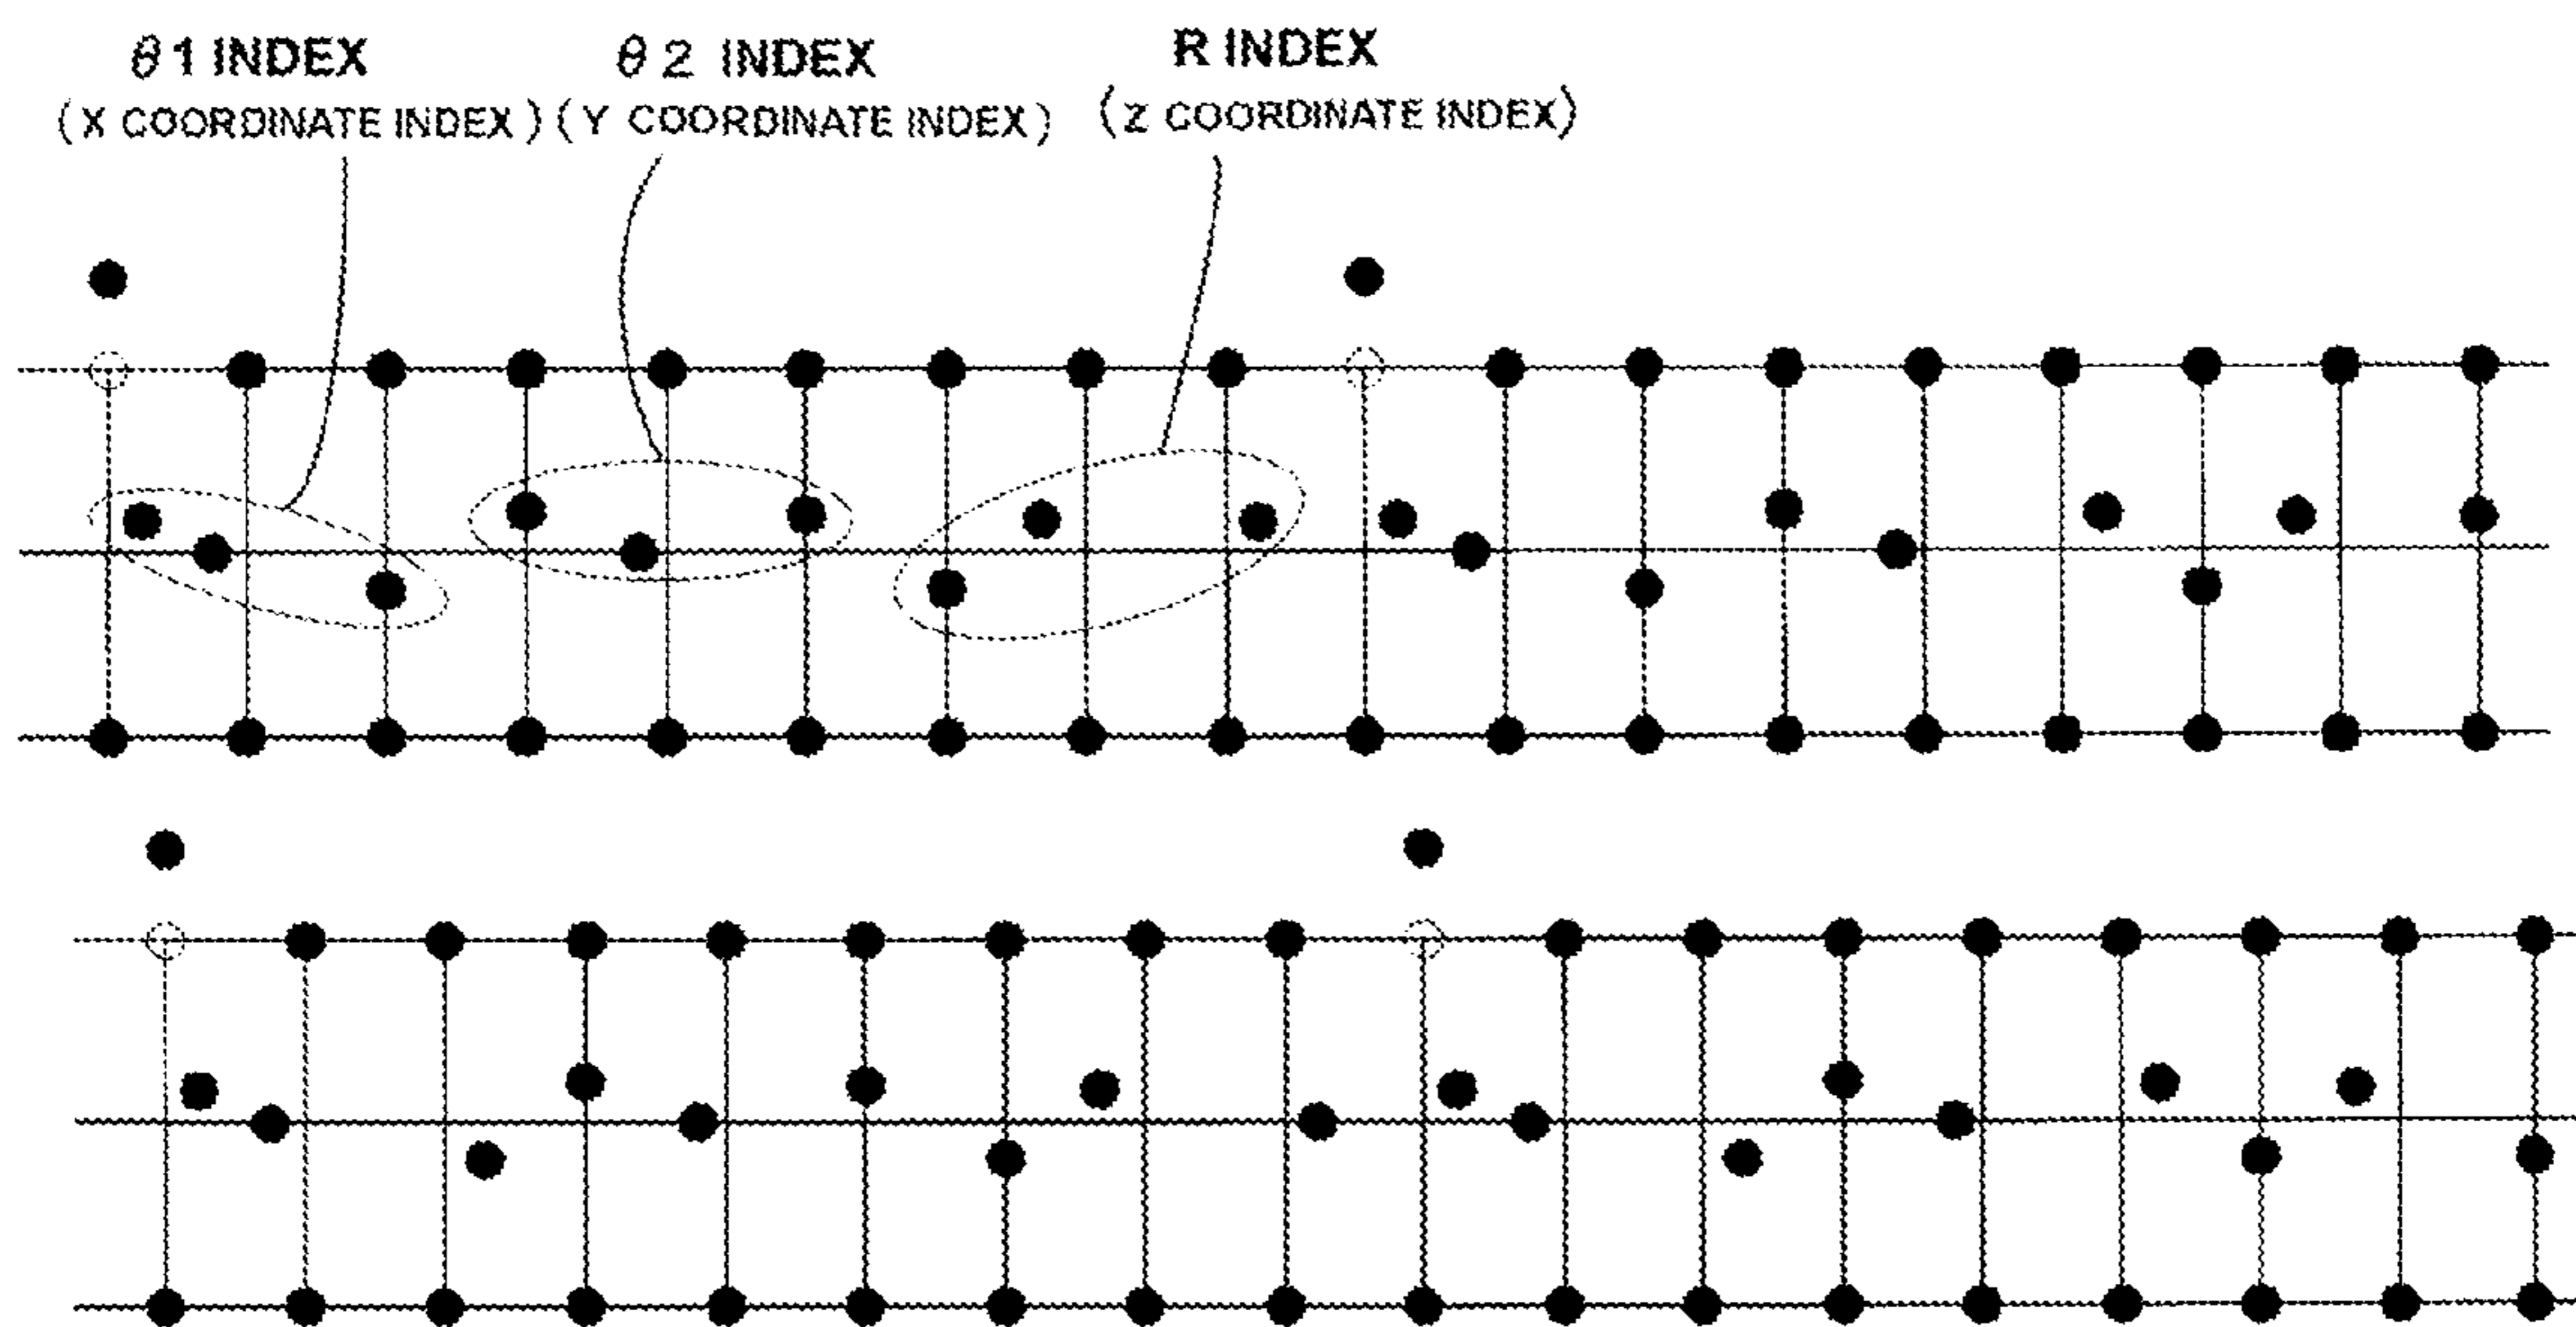 θ1 INDEX
(X COORDINATE INDEX)
θ2 INDEX
(Y COORDINATE INDEX)
R INDEX
(Z COORDINATE INDEX)